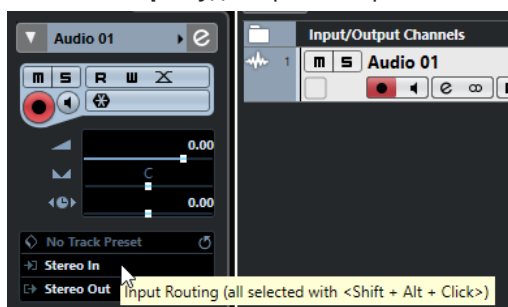 Audio 01
m S R W
0.00
C
0.00
No Track Preset
Stereo In
Stereo Out
Input/Output Channels
1 m S Audio 01
e
Input Routing (all selected with <Shift + Alt + Click>)